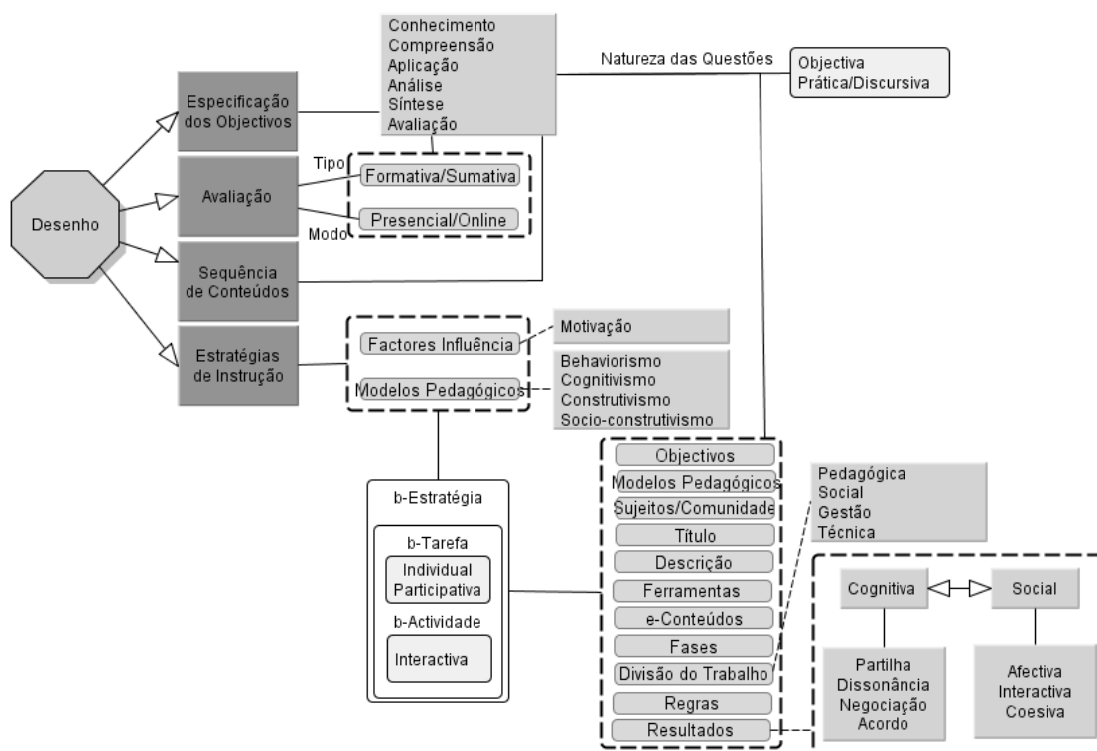 Desenho
Especificação
dos Objectivos
Avaliação
Sequência
de Conteúdos
Estratégias
de Instrução
Conhecimento
Compreensão
Aplicação
Análise
Síntese
Avaliação
Natureza das Questões
Objectiva
Prática/Discursiva
Tipo
Formativa/Sumativa
Presencial/Online
Modo
Factores Influência
Modelos Pedagógicos
Motivação
Behaviorismo
Cognitivismo
Construtivismo
Socio-construtivismo
b-Estratégia
b-Tarefa
Individual
Participativa
b-Actividade
Interactiva
Objectivos
Modelos Pedagógicos
Sujeitos/Comunidade
Título
Descrição
Ferramentas
e-Conteúdos
Fases
Divisão do Trabalho
Regras
Resultados
Pedagógica
Social
Gestão
Técnica
Cognitiva
Social
Partilha
Dissonância
Negociação
Acordo
Afectiva
Interactiva
Coesiva